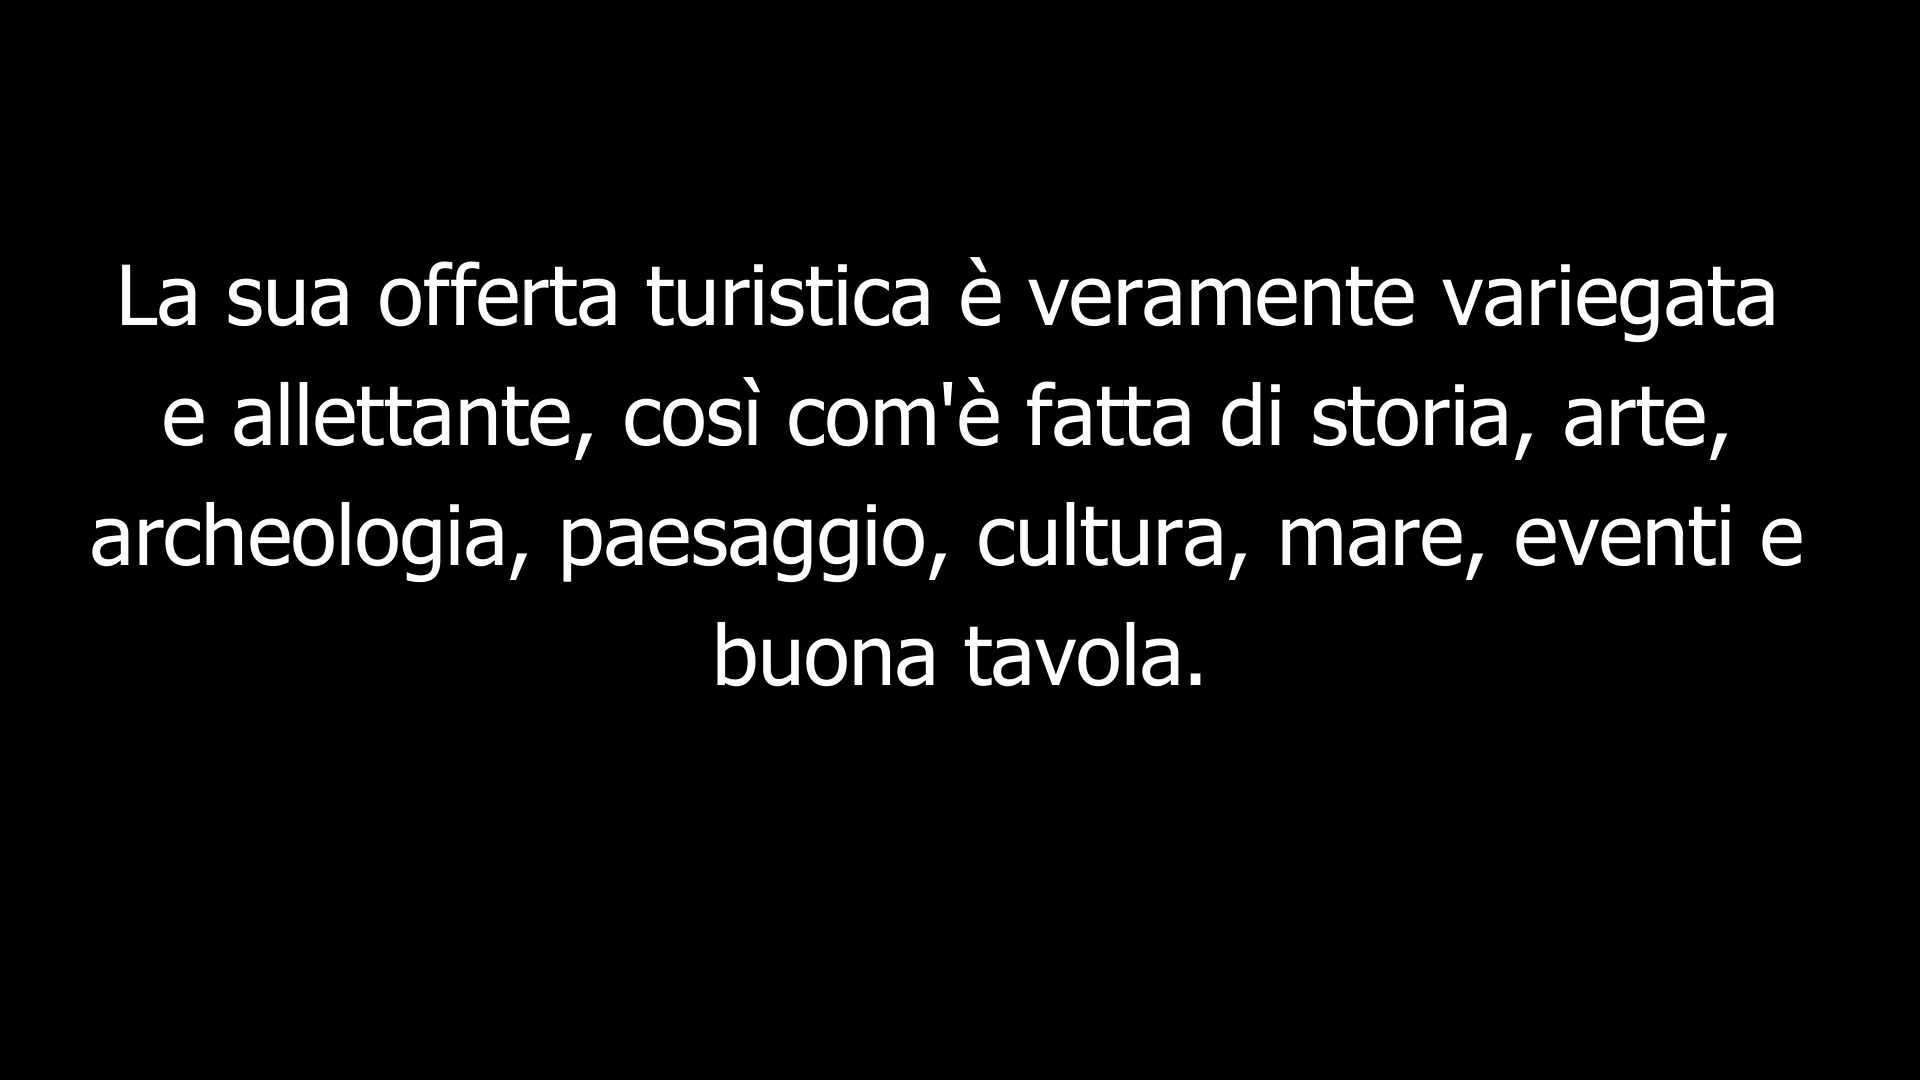 La sua offerta turistica è veramente variegata
e allettante, così com'è fatta di storia, arte,
archeologia, paesaggio, cultura, mare, eventi e
buona tavola.